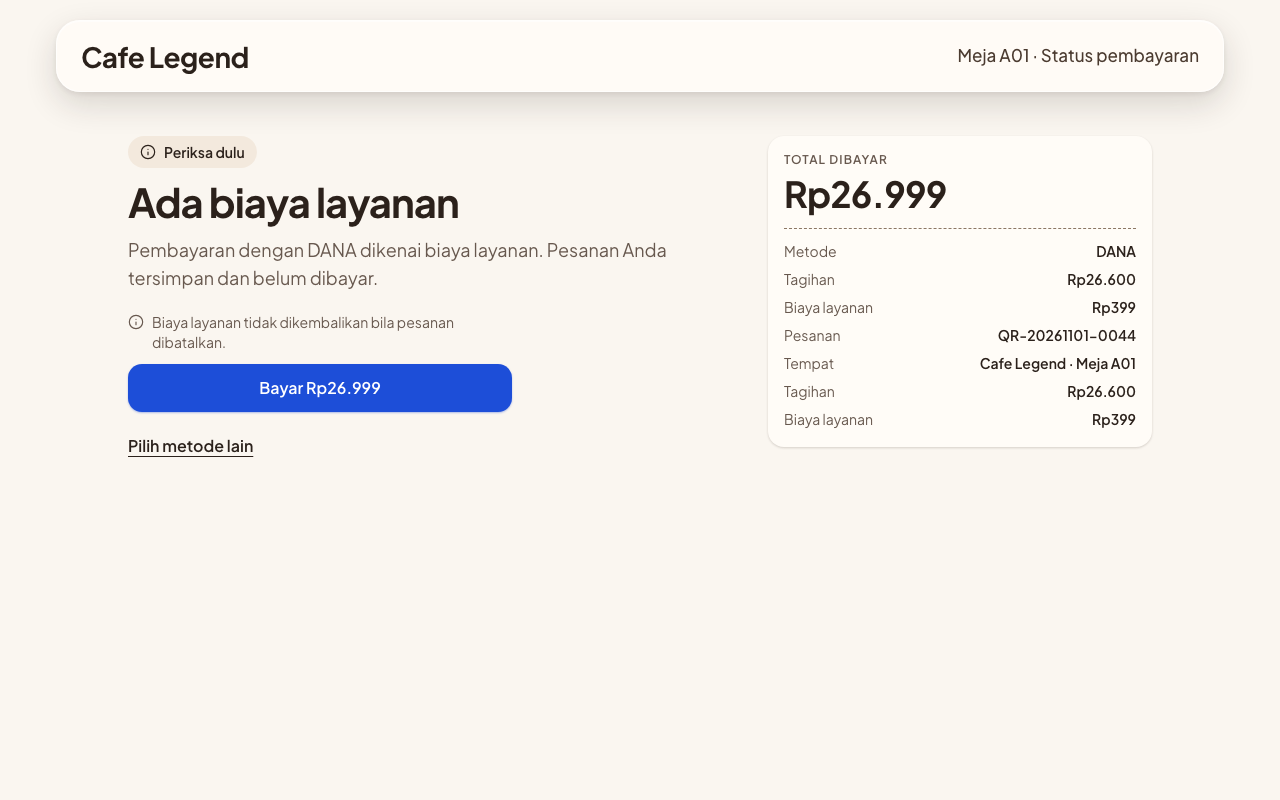 Cafe Legend
Meja A01 · Status pembayaran
Periksa dulu
Ada biaya layanan
Pembayaran dengan DANA dikenai biaya layanan. Pesanan Anda
tersimpan dan belum dibayar.
Biaya layanan tidak dikembalikan bila pesanan
dibatalkan.
Bayar Rp26.999
Pilih metode lain
TOTAL DIBAYAR
Rp26.999
Metode DANA
Tagihan Rp26.600
Biaya layanan Rp399
Pesanan QR-20261101-0044
Tempat Cafe Legend · Meja A01
Tagihan Rp26.600
Biaya layanan Rp399